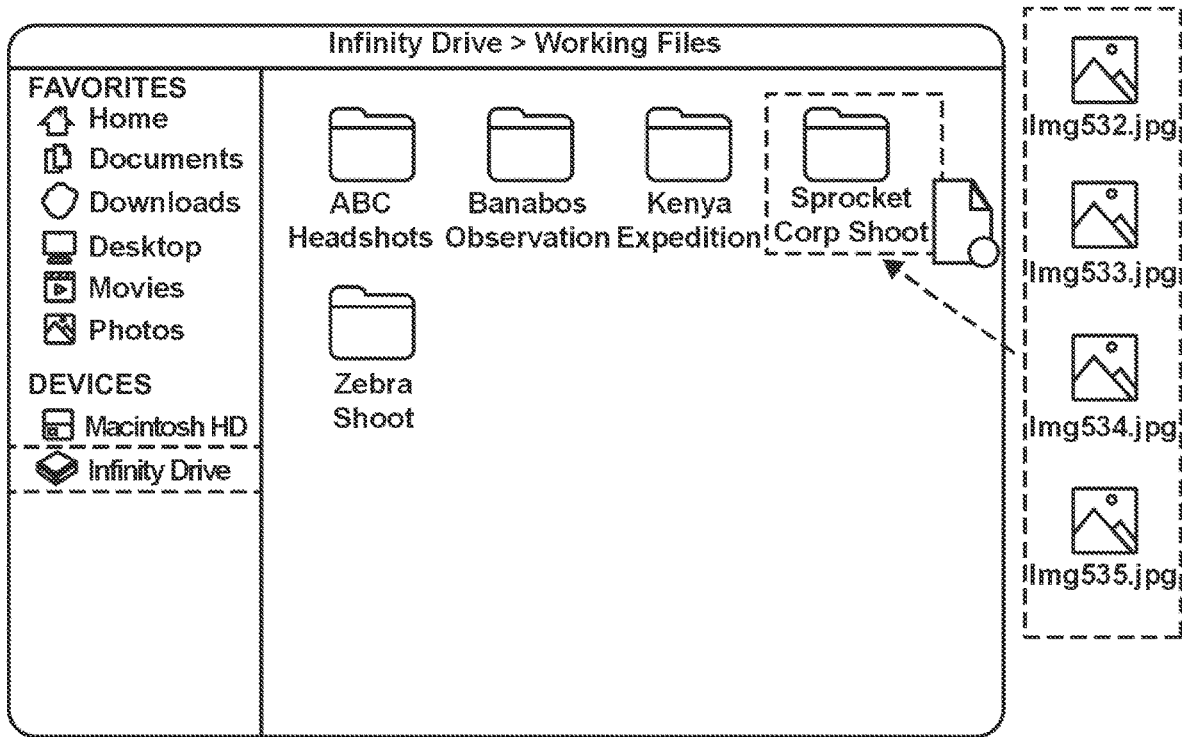 Infinity Drive > Working Files
FAVORITES
Home
Documents
Downloads
Desktop
Movies
Photos
DEVICES
Macintosh HD
Infinity Drive
ABC
Headshots
Banabos
Observation
Kenya
Expedition
Sprocket
Corp Shoot
Zebra
Shoot
Img532.jpg
Img533.jpg
Img534.jpg
Img535.jpg